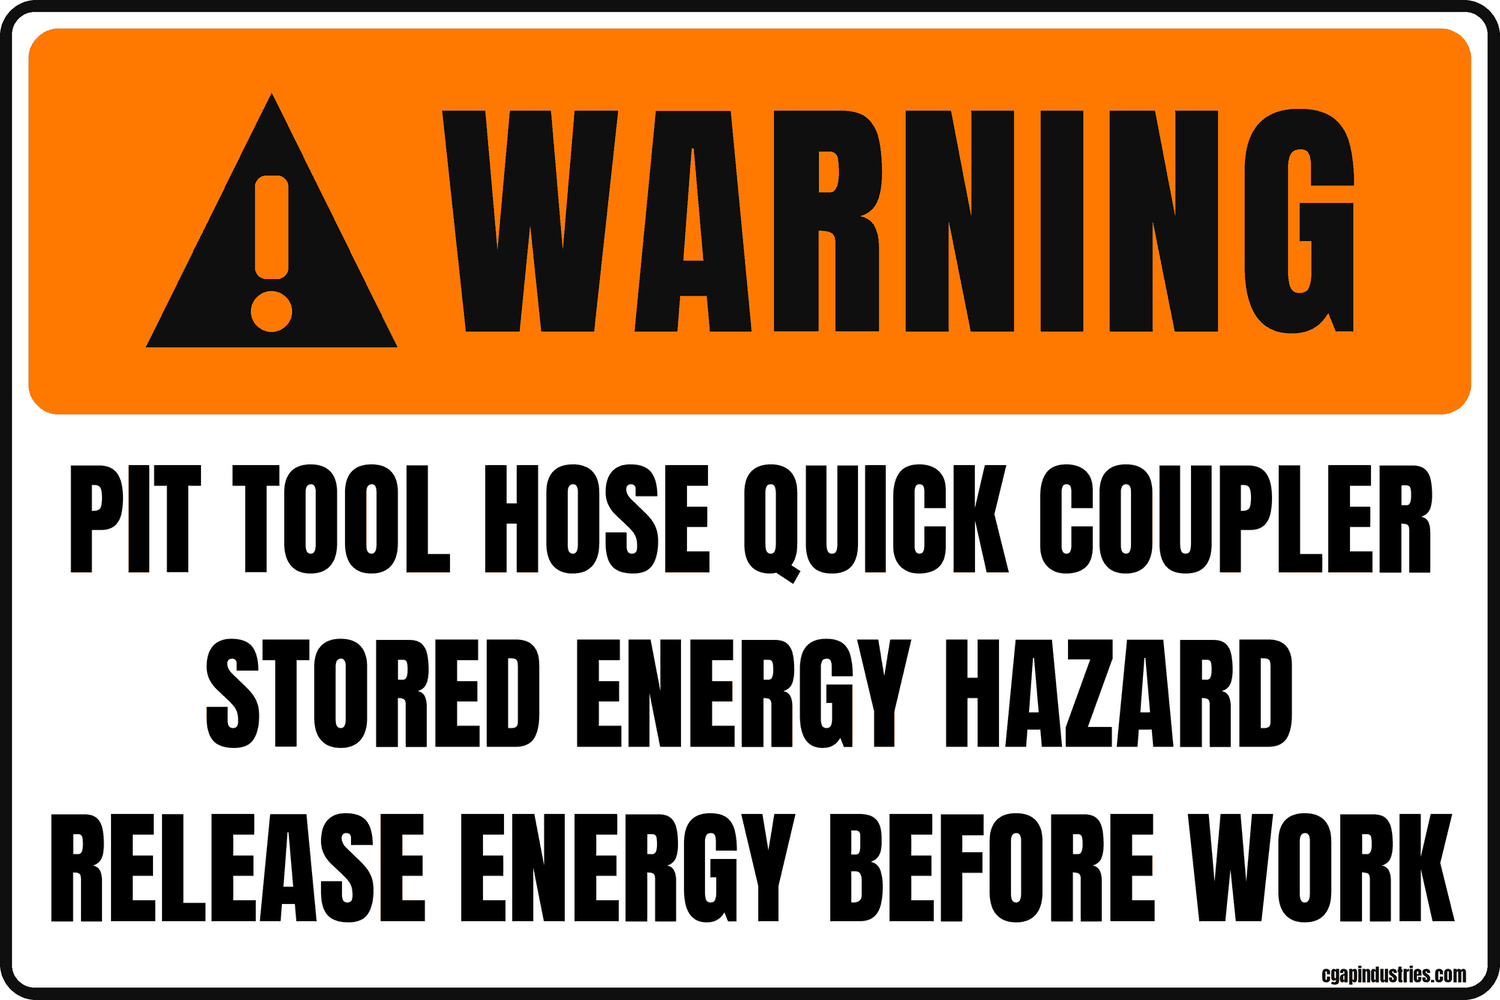 WARNING
PIT TOOL HOSE QUICK COUPLER
STORED ENERGY HAZARD
RELEASE ENERGY BEFORE WORK
cgapindustries.com